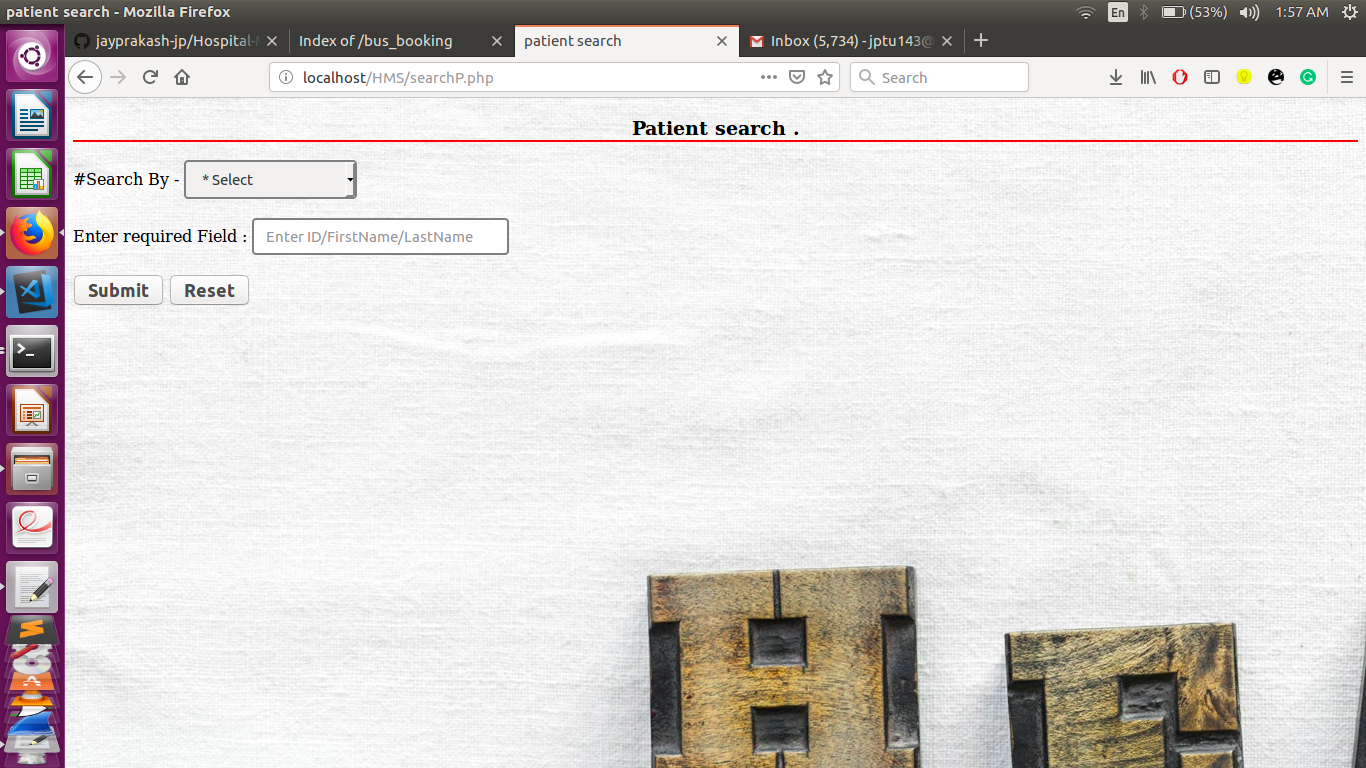 patient search - Mozilla Firefox
En
(53%)
1:57 AM
jayprakash-jp/Hospital-
Index of /bus_booking
patient search
Inbox (5,734) - jptu143@
localhost/HMS/searchP.php
Search
Patient search .
#Search By - * Select
Enter required Field : Enter ID/FirstName/LastName
Submit Reset